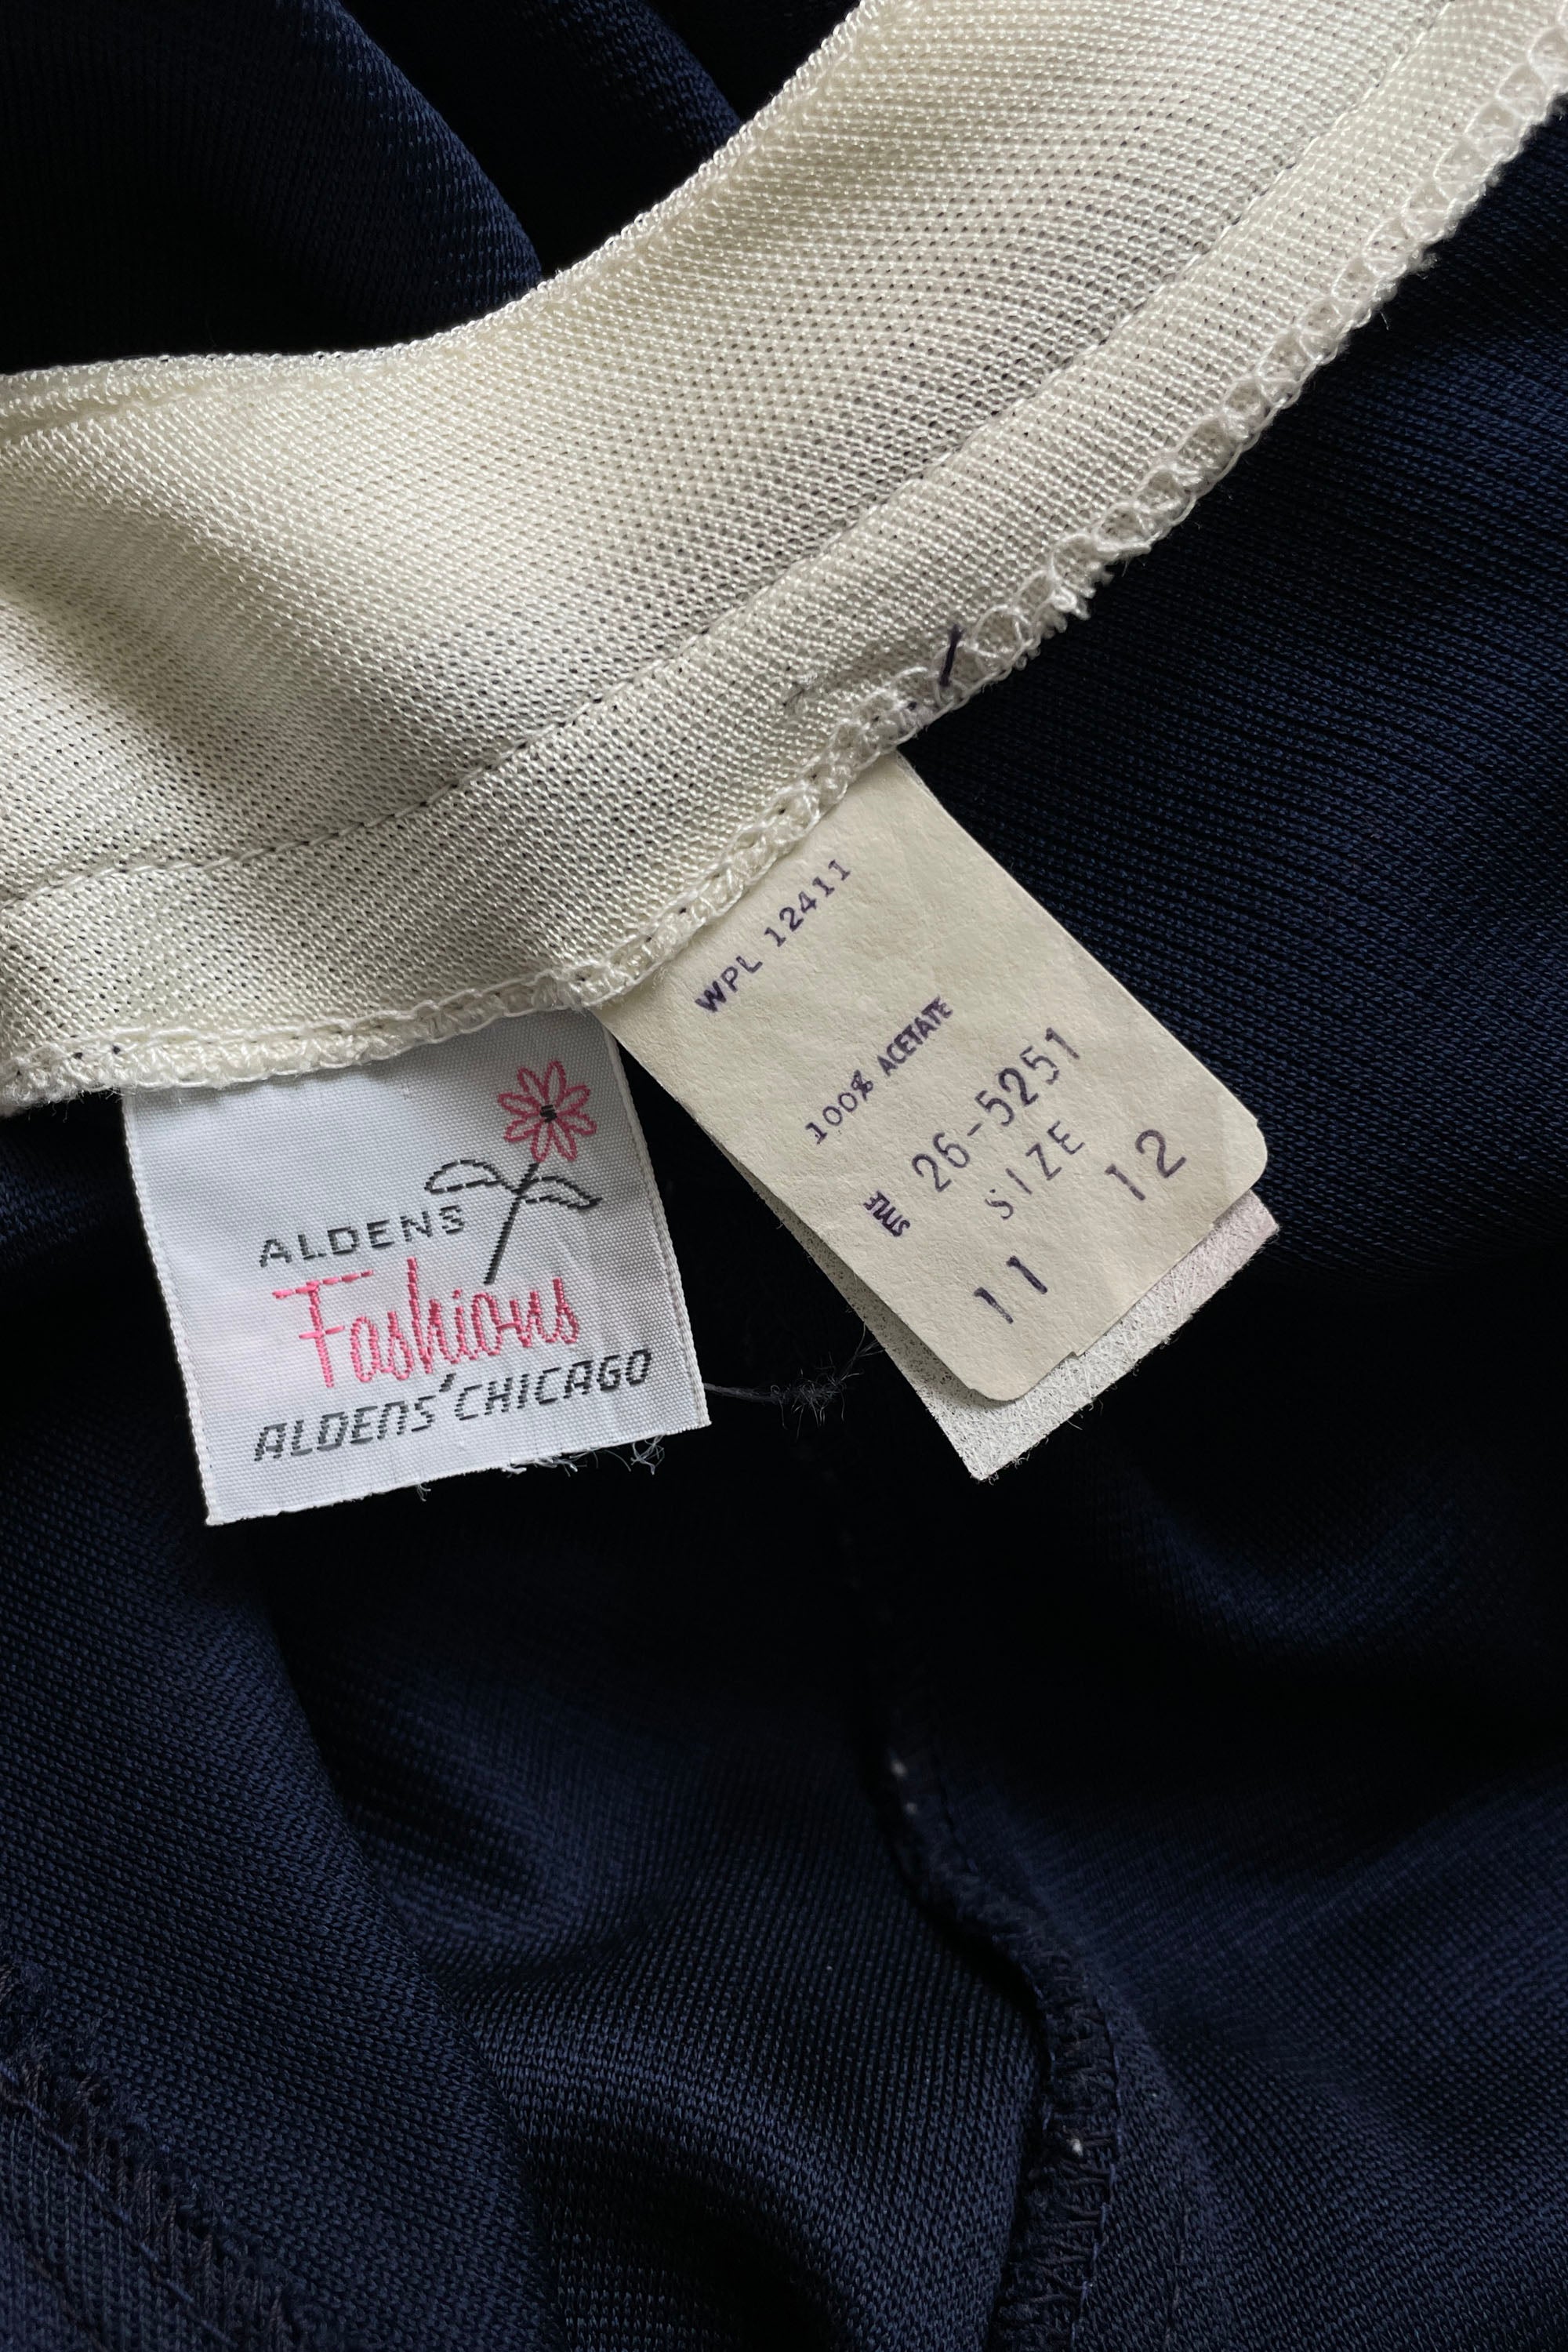 ALDENS
Fashions
ALDENS' CHICAGO
WPL 12411
100% ACETATE
STYLE 26-5251
SIZE
11 12